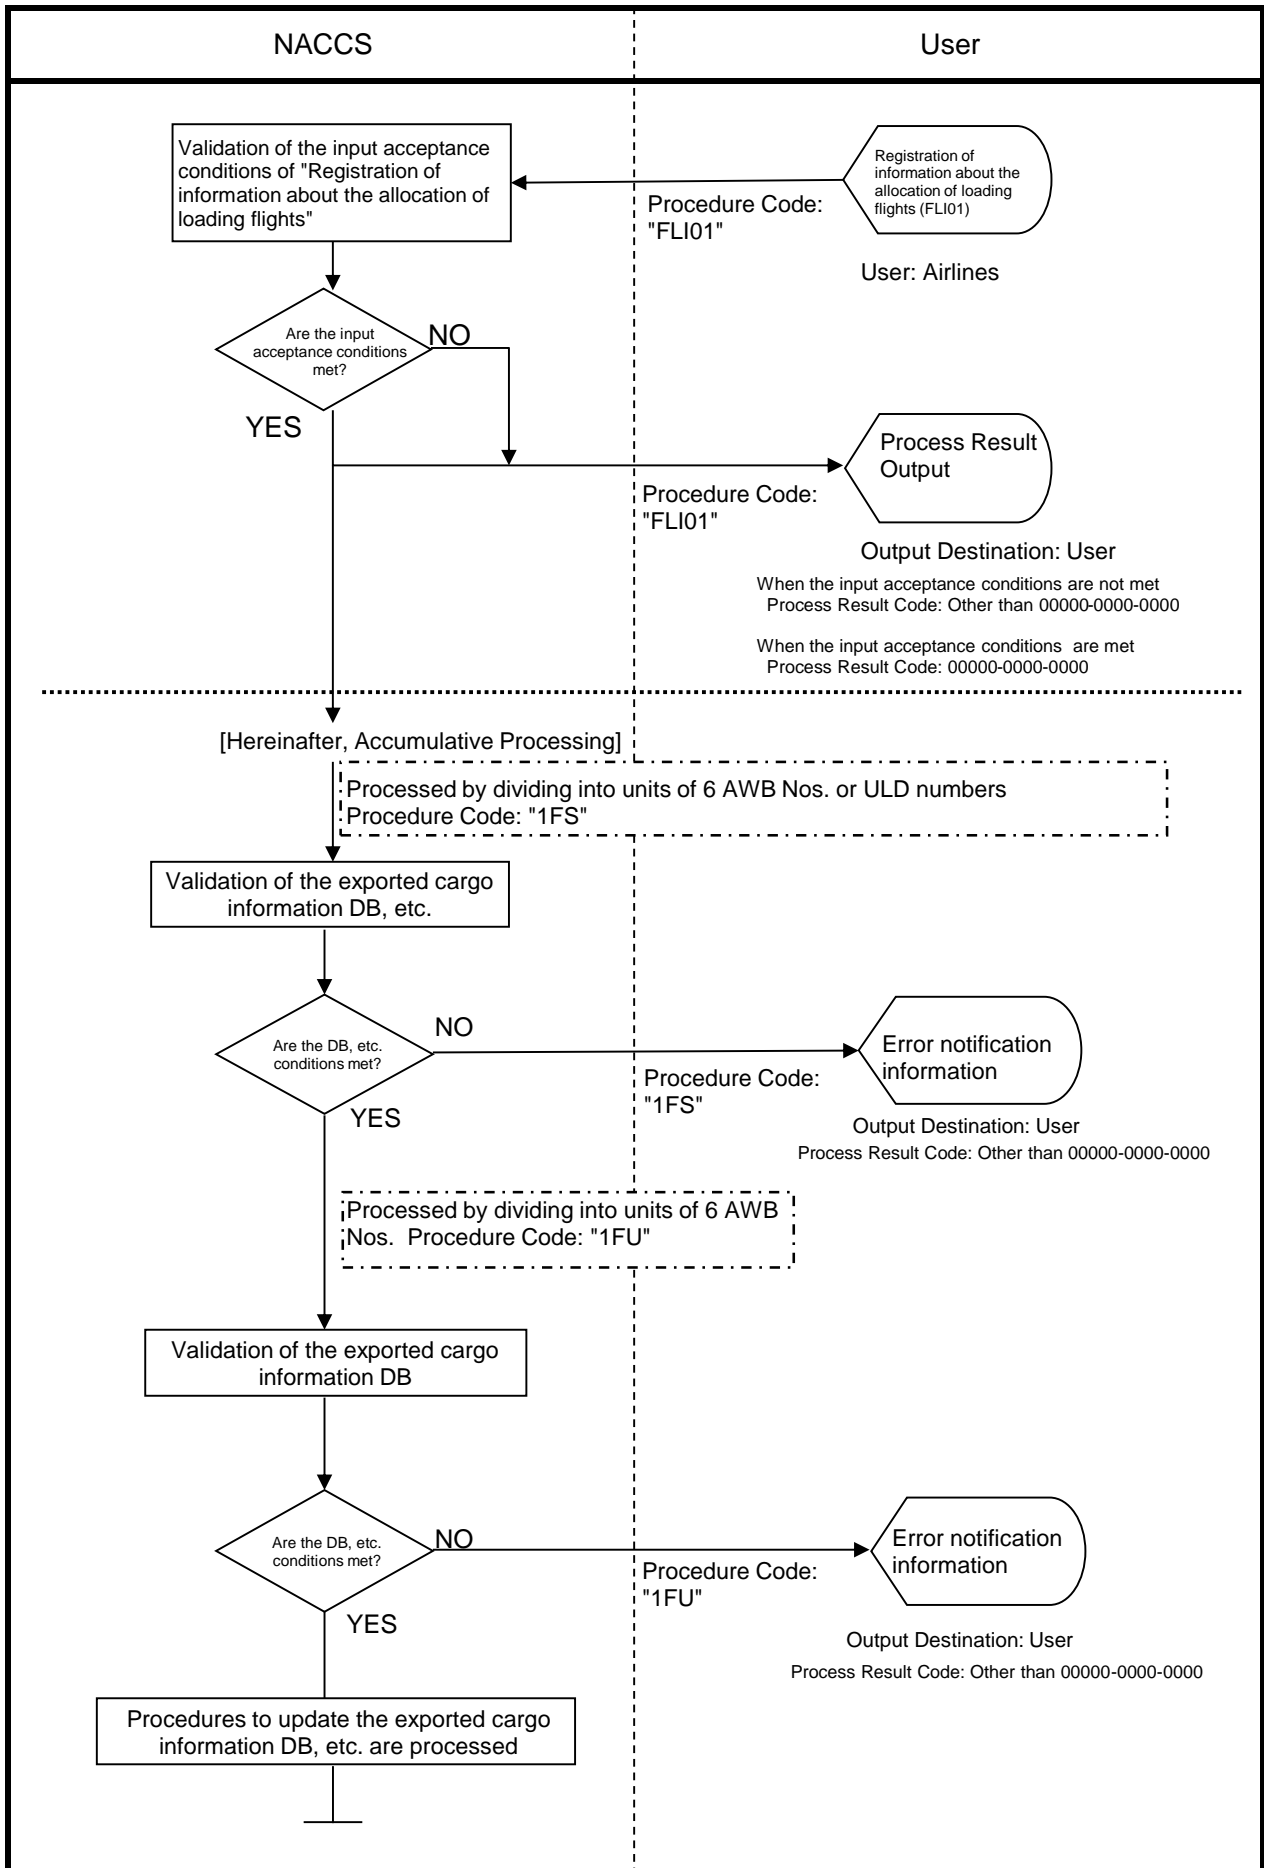 NACCS
User
Validation of the input acceptance
conditions of "Registration of
information about the allocation of
loading flights"
Registration of
information about the
allocation of loading
flights (FLI01)
Procedure Code:
"FLI01"
User: Airlines
Are the input
acceptance conditions
met?
NO
YES
Process Result
Output
Procedure Code:
"FLI01"
Output Destination: User
When the input acceptance conditions are not met
Process Result Code: Other than 00000-0000-0000
When the input acceptance conditions are met
Process Result Code: 00000-0000-0000
[Hereinafter, Accumulative Processing]
Processed by dividing into units of 6 AWB Nos. or ULD numbers
Procedure Code: "1FS"
Validation of the exported cargo
information DB, etc.
Are the DB, etc.
conditions met?
NO
YES
Error notification
information
Procedure Code:
"1FS"
Output Destination: User
Process Result Code: Other than 00000-0000-0000
Processed by dividing into units of 6 AWB
Nos. Procedure Code: "1FU"
Validation of the exported cargo
information DB
Are the DB, etc.
conditions met?
NO
YES
Error notification
information
Procedure Code:
"1FU"
Output Destination: User
Process Result Code: Other than 00000-0000-0000
Procedures to update the exported cargo
information DB, etc. are processed